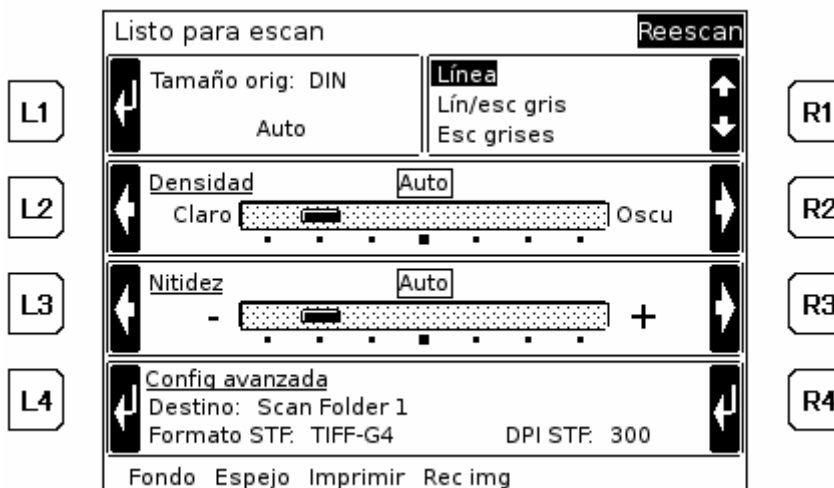 Listo para escan Reescan
L1 Tamaño orig: DIN Línea R1
Lín/esc gris
Auto Esc grises
L2 Densidad Auto R2
Claro Oscu
L3 Nitidez Auto R3
- +
L4 Config avanzada R4
Destino: Scan Folder 1
Formato STF: TIFF-G4 DPI STF: 300
Fondo Espejo Imprimir Rec img